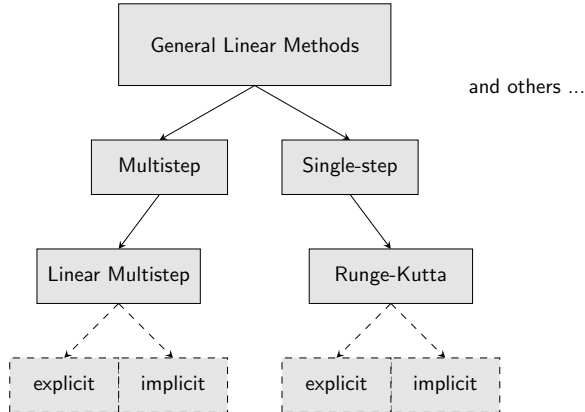 General Linear Methods
and others ...
Multistep
Single-step
Linear Multistep
Runge-Kutta
explicit
implicit
explicit
implicit